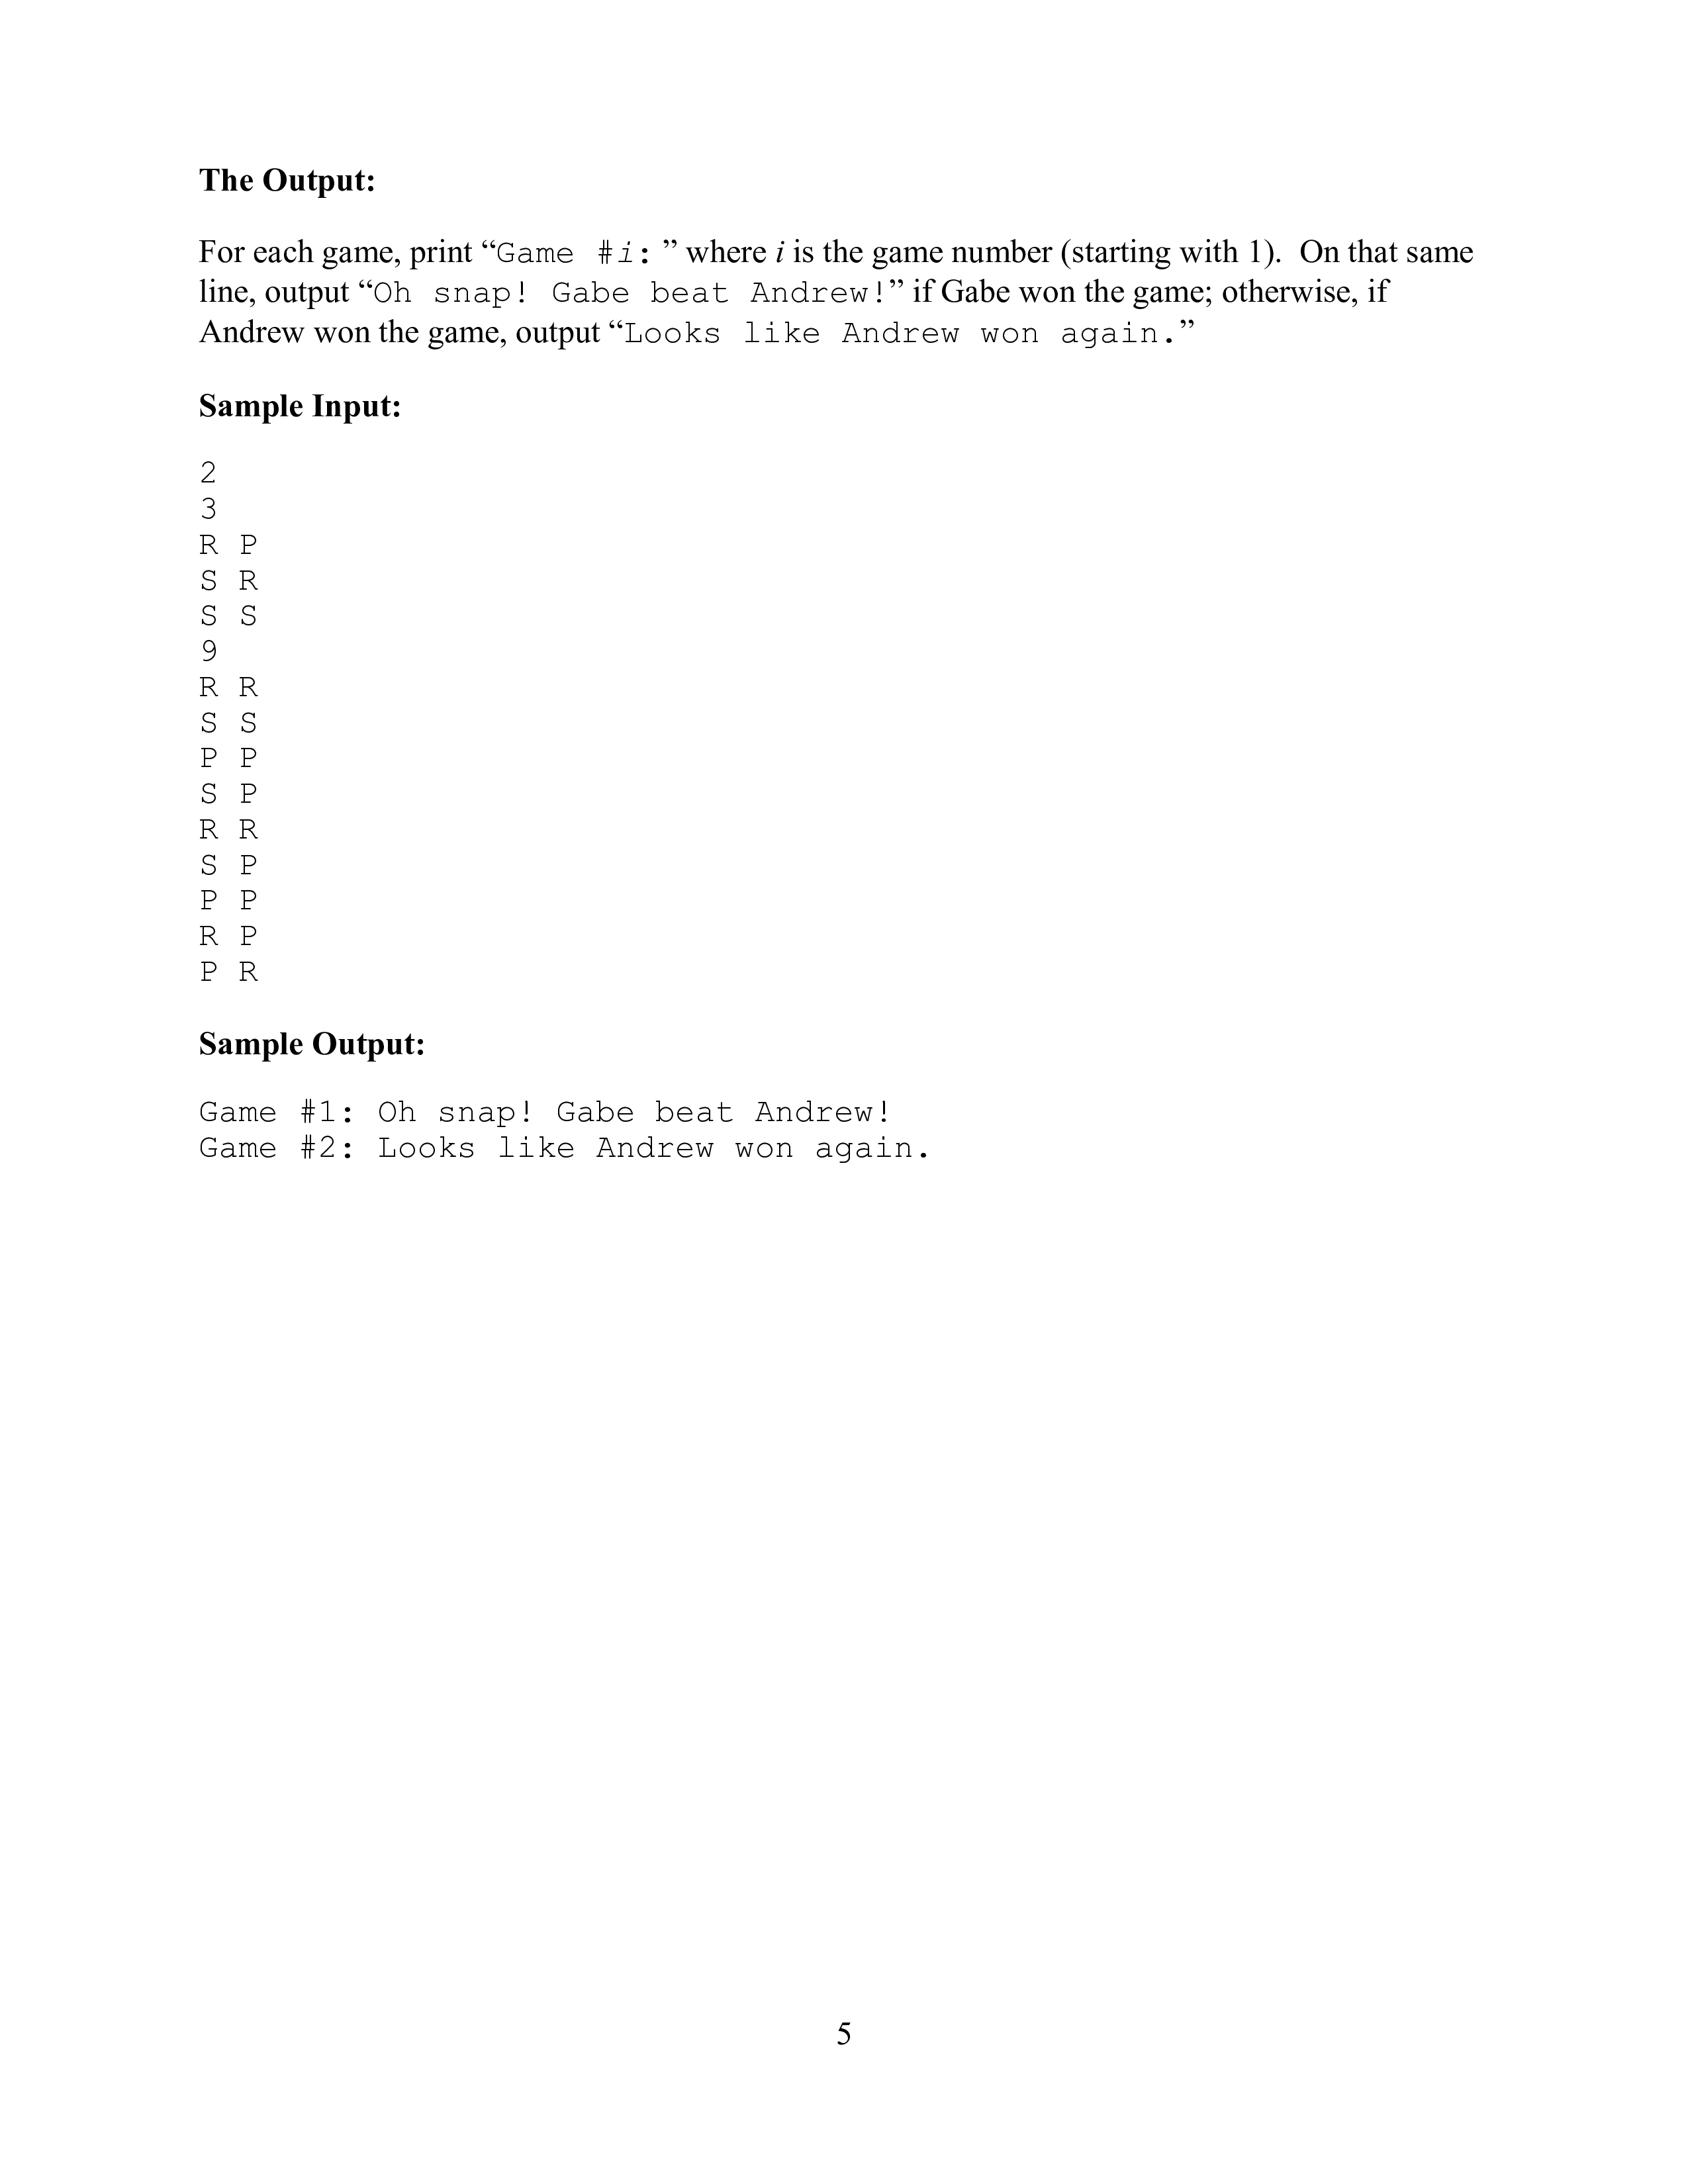 The Output:
For each game, print “Game #i: ” where i is the game number (starting with 1).  On that same
line, output “Oh snap! Gabe beat Andrew!” if Gabe won the game; otherwise, if
Andrew won the game, output “Looks like Andrew won again.”
Sample Input:
2
3
R P
S R
S S
9
R R
S S
P P
S P
R R
S P
P P
R P
P R
Sample Output:
Game #1: Oh snap! Gabe beat Andrew!
Game #2: Looks like Andrew won again.
5